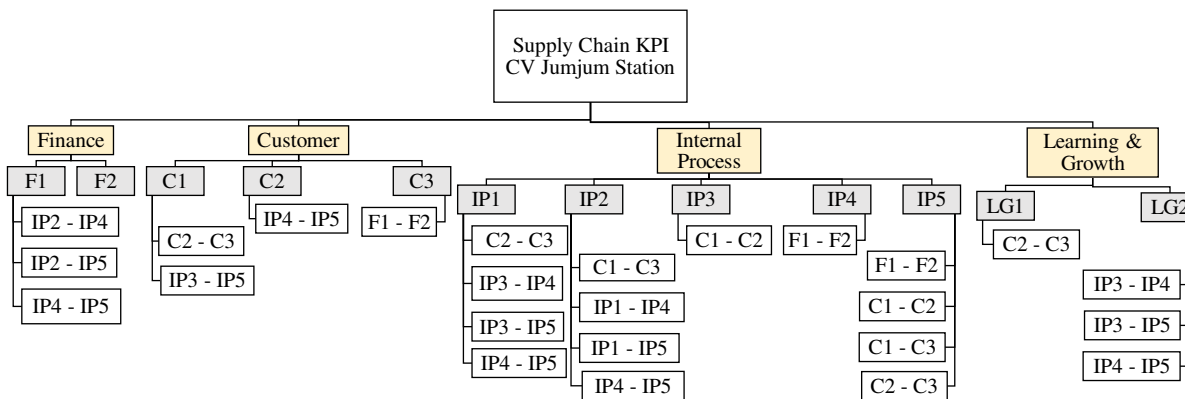 Supply Chain KPI
CV Jumjum Station
Finance
Customer
Internal
Process
Learning &
Growth
F1
F2
C1
C2
C3
IP1
IP2
IP3
IP4
IP5
LG1
LG2
IP2 - IP4
IP2 - IP5
IP4 - IP5
C2 - C3
IP3 - IP5
IP4 - IP5
F1 - F2
C2 - C3
IP3 - IP4
IP3 - IP5
IP4 - IP5
C1 - C3
IP1 - IP4
IP1 - IP5
IP4 - IP5
C1 - C2
F1 - F2
F1 - F2
C1 - C2
C1 - C3
C2 - C3
C2 - C3
IP3 - IP4
IP3 - IP5
IP4 - IP5